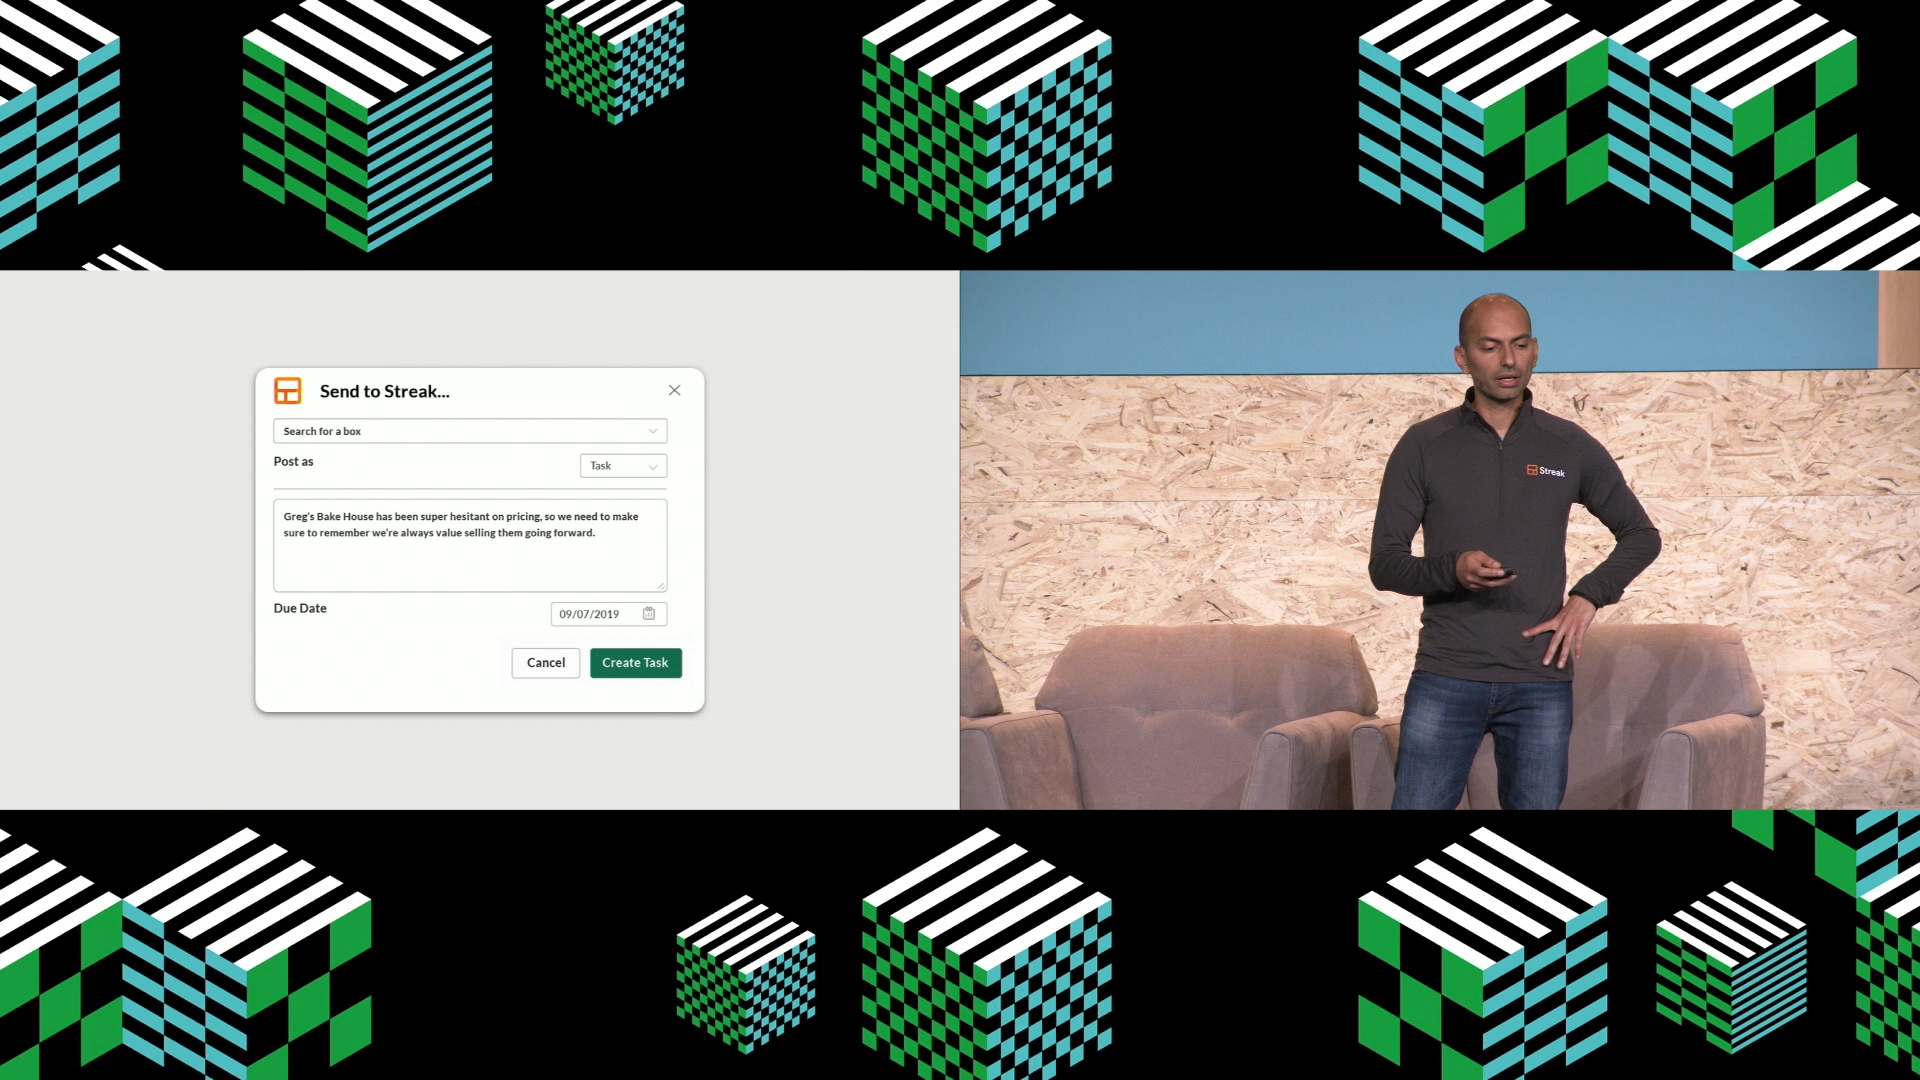 Send to Streak...
Search for a box
Post as
Task
Greg's Bake House has been super hesitant on pricing, so we need to make
sure to remember we're always value selling them going forward.
Due Date
09/07/2019
Cancel
Create Task
Streak